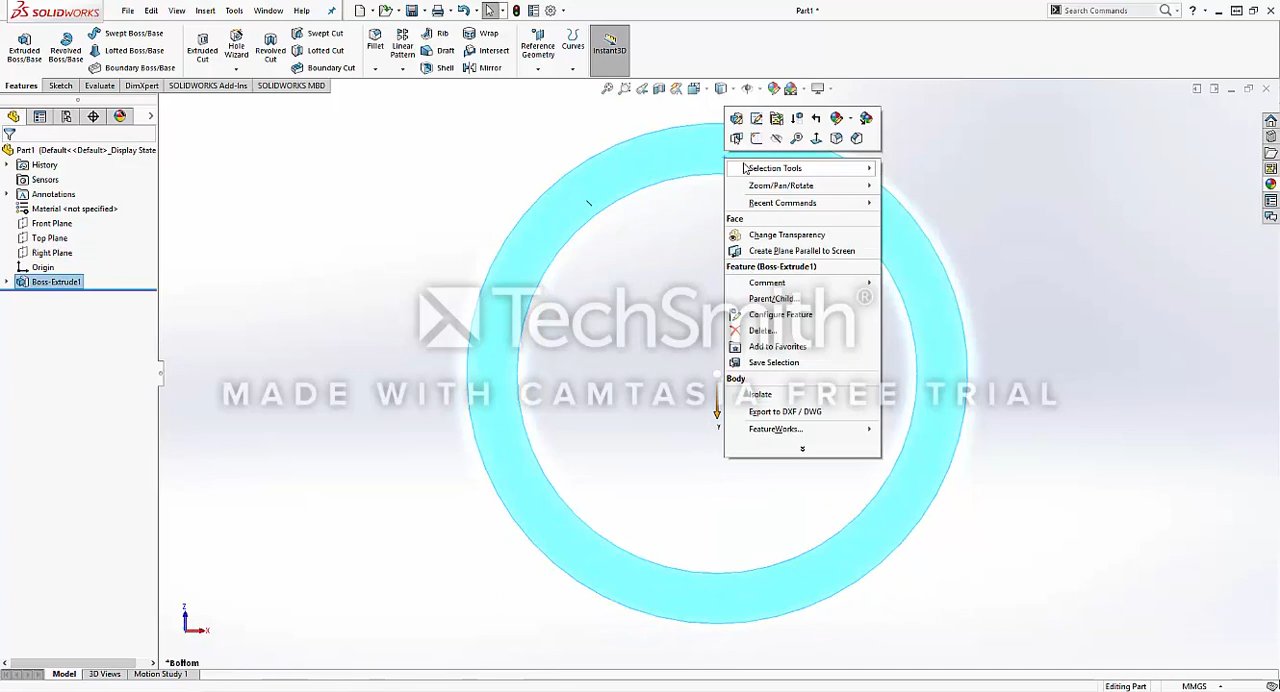 SOLIDWORKS File Edit View Insert Tools Window Help Part1 * Search Commands
Extruded Boss/Base Revolved Boss/Base Swept Boss/Base Lofted Boss/Base Boundary Boss/Base Extruded Cut Hole Wizard Revolved Cut Swept Cut Lofted Cut Boundary Cut Fillet Linear Pattern Rib Draft Shell Wrap Intersect Mirror Reference Geometry Curves Instant3D
Features Sketch Evaluate DimXpert SOLIDWORKS Add-Ins SOLIDWORKS MBD
Part1 (Default<<Default>_Display State
History
Sensors
Annotations
Material <not specified>
Front Plane
Top Plane
Right Plane
Origin
Boss-Extrude1
Selection Tools
Zoom/Pan/Rotate
Recent Commands
Face
Change Transparency
Create Plane Parallel to Screen
Feature (Boss-Extrude1)
Comment
Parent/Child...
Configure Feature
Delete...
Add to Favorites
Save Selection
Body
Isolate
Export to DXF / DWG
FeatureWorks...
TechSmith®
MADE WITH CAMTASIA FREE TRIAL
Y
Z
X
*Bottom
Model 3D Views Motion Study 1
Editing Part MMGS